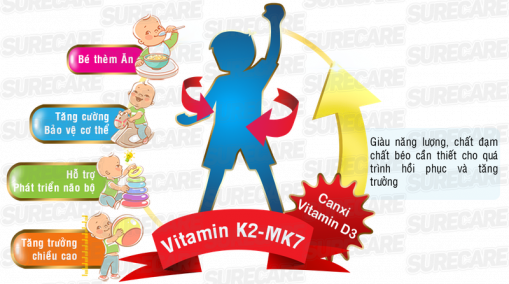 SURECARE
Bé thèm Ăn
Tăng cường
Bảo vệ cơ thể
Hỗ trợ
Phát triển não bộ
Tăng trưởng
chiều cao
Vitamin K2-MK7
Canxi
Vitamin D3
Giàu năng lượng, chất đạm
chất béo cần thiết cho quá
trình hồi phục và tăng
trưởng